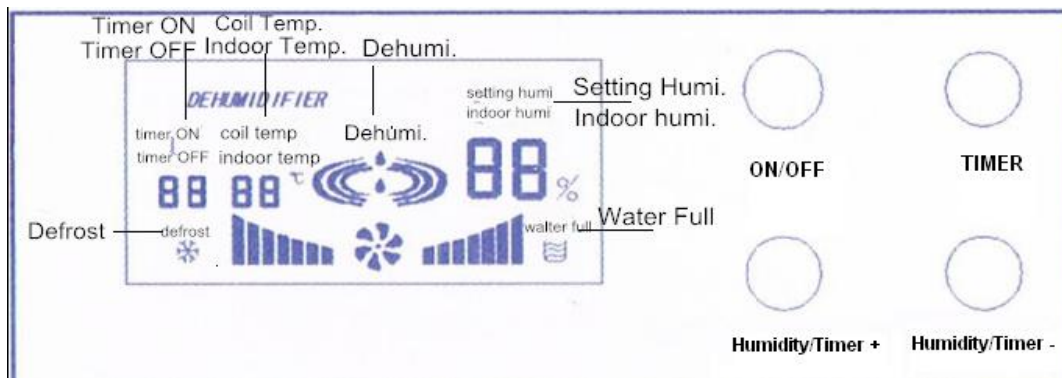 Timer ON Coil Temp.
Timer OFF Indoor Temp. Dehumi.
DEHUMIDIFIER
setting humi Setting Humi.
indoor humi Indoor humi.
timer ON coil temp Dehumi.
timer OFF indoor temp
88 88 °C 88 %
ON/OFF TIMER
Defrost defrost walter full Water Full
Humidity/Timer + Humidity/Timer -